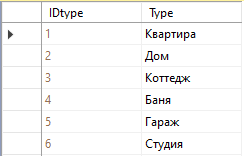 IDtype Type
1 Квартира
2 Дом
3 Коттедж
4 Баня
5 Гараж
6 Студия